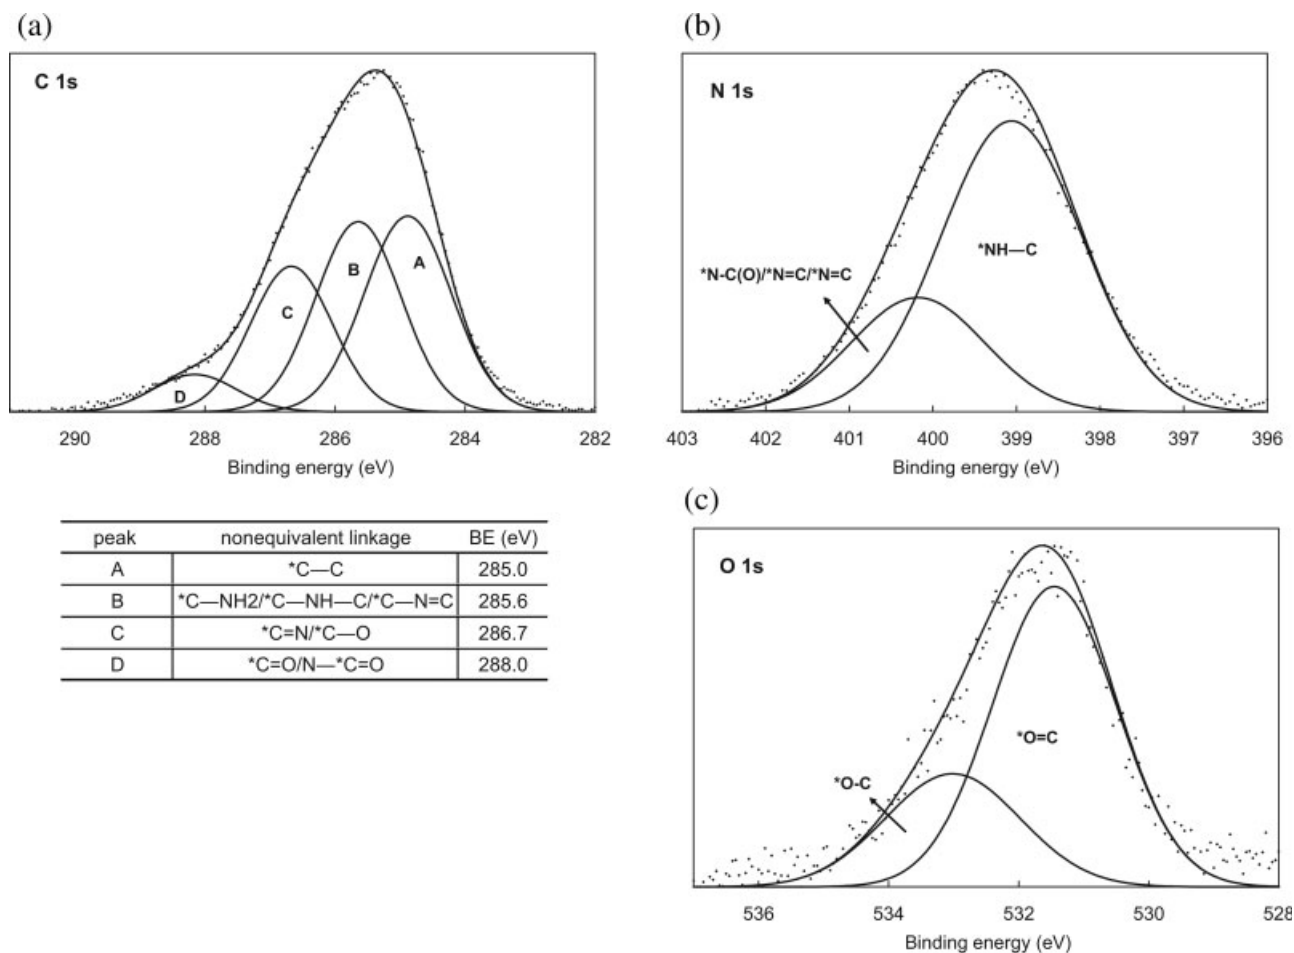 (a)
C 1s
A
B
C
D
290 288 286 284 282
Binding energy (eV)
peak nonequivalent linkage BE (eV)
A *C—C 285.0
B *C—NH2/*C—NH—C/*C—N=C 285.6
C *C=N/*C—O 286.7
D *C=O/N—*C=O 288.0
(b)
N 1s
*NH—C
*N-C(O)/*N=C/*N=C
403 402 401 400 399 398 397 396
Binding energy (eV)
(c)
O 1s
*O=C
*O-C
536 534 532 530 528
Binding energy (eV)